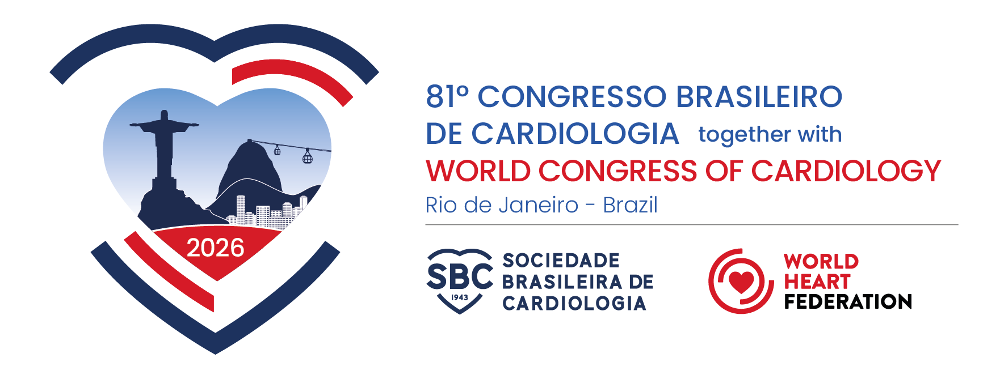 81º CONGRESSO BRASILEIRO
DE CARDIOLOGIA together with
WORLD CONGRESS OF CARDIOLOGY
Rio de Janeiro - Brazil
2026
SBC
1943
SOCIEDADE
BRASILEIRA DE
CARDIOLOGIA
WORLD
HEART
FEDERATION